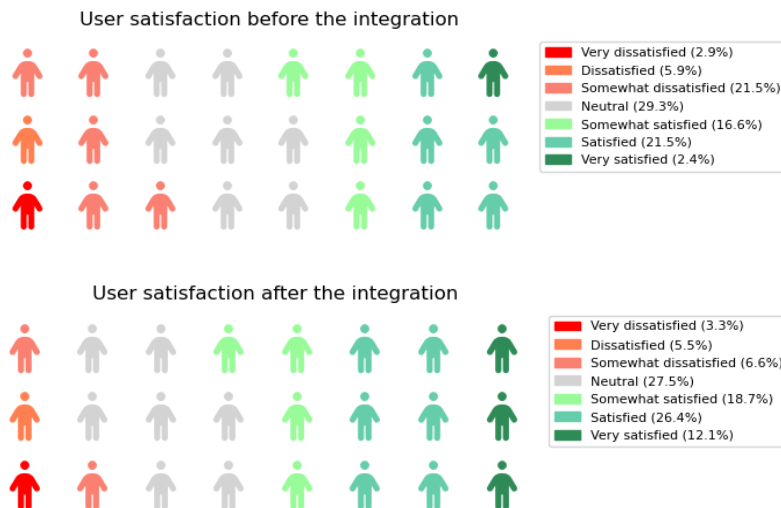 User satisfaction before the integration
Very dissatisfied (2.9%)
Dissatisfied (5.9%)
Somewhat dissatisfied (21.5%)
Neutral (29.3%)
Somewhat satisfied (16.6%)
Satisfied (21.5%)
Very satisfied (2.4%)
User satisfaction after the integration
Very dissatisfied (3.3%)
Dissatisfied (5.5%)
Somewhat dissatisfied (6.6%)
Neutral (27.5%)
Somewhat satisfied (18.7%)
Satisfied (26.4%)
Very satisfied (12.1%)